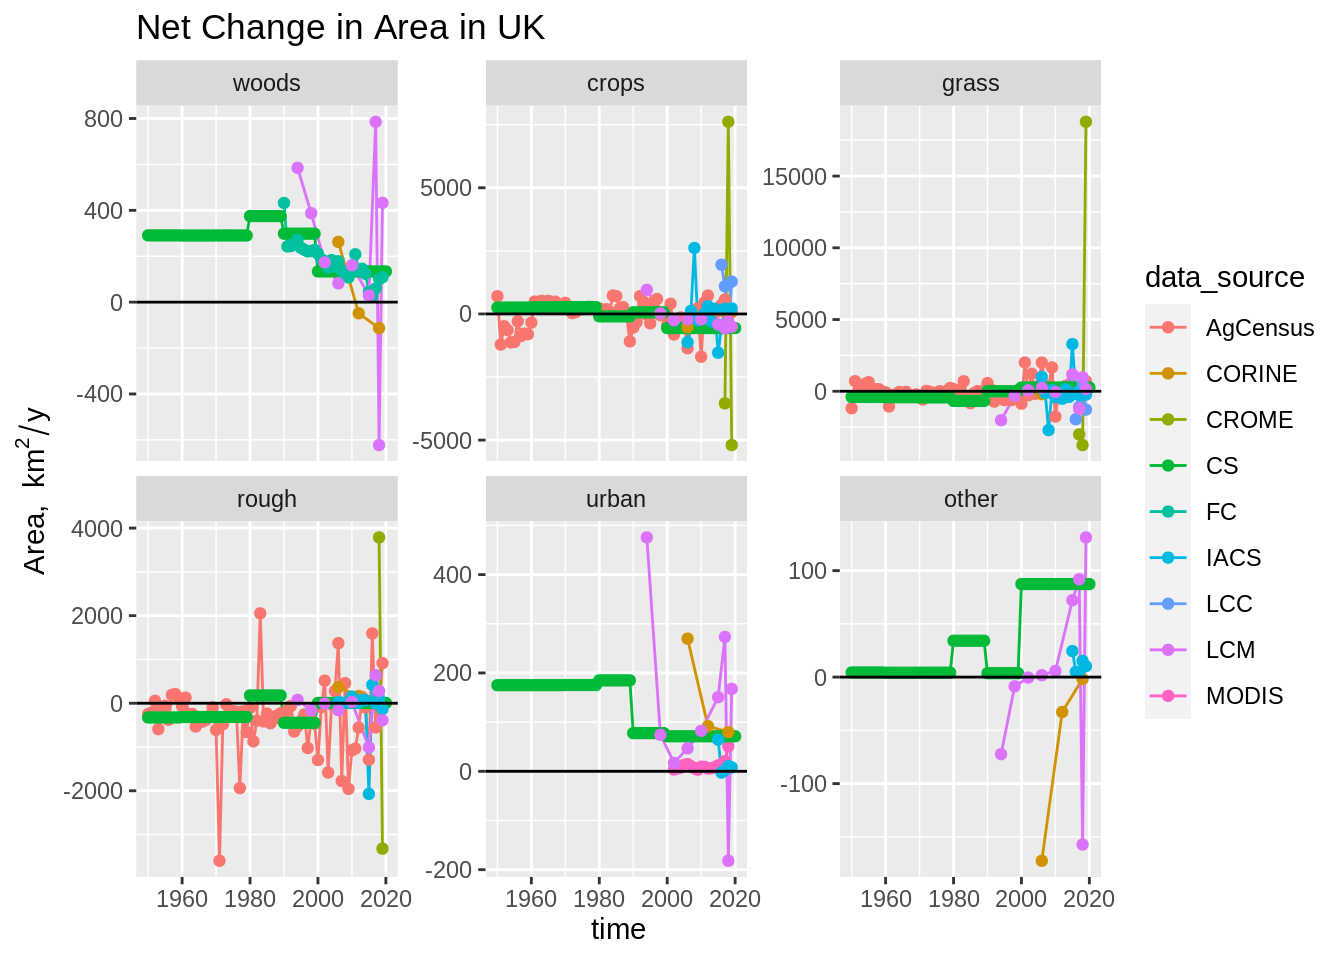 Net Change in Area in UK
woods
crops
grass
800
400
0
-400
5000
0
-5000
15000
10000
5000
0
rough
urban
other
4000
2000
0
-2000
400
200
0
-200
100
0
-100
1960 1980 2000 2020
1960 1980 2000 2020
1960 1980 2000 2020
time
Area, km²/y
data_source
AgCensus
CORINE
CROME
CS
FC
IACS
LCC
LCM
MODIS